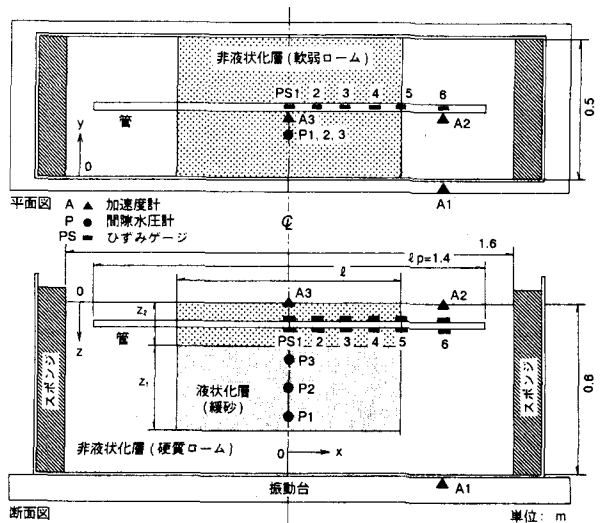 非液状化層(軟弱ローム)
PS1 2 3 4 5 6
y
管
A3
A2
P1, 2, 3
0
0.5
平面図
A ▲ 加速度計
P ● 間隙水圧計
PS ひずみゲージ
A1
℄
1.6
ℓp=1.4
ℓ
0
A3
A2
z₂
管
z
PS1 2 3 4 5 6
スポンジ
P3
z₁
液状化層
(緩砂)
P2
P1
スポンジ
0.6
非液状化層(硬質ローム)
0 x
振動台
A1
断面図
単位: m